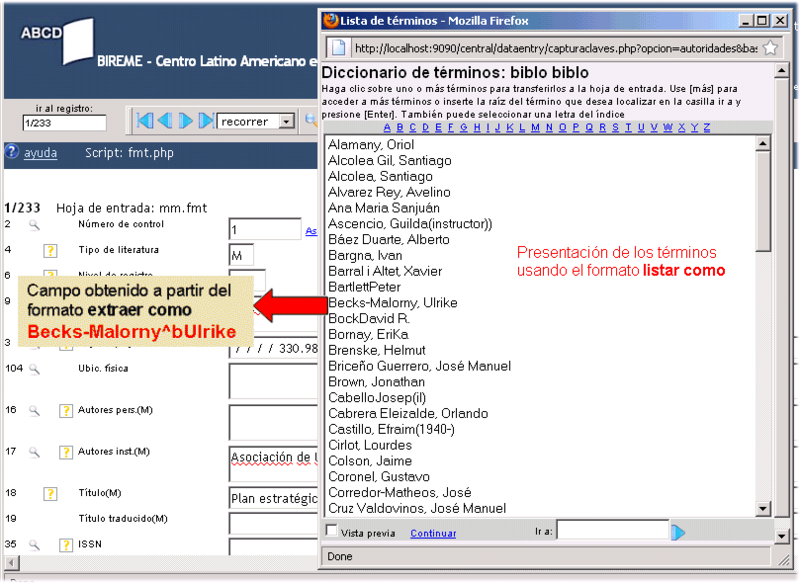 ABCD
BIREME - Centro Latino Americano e
ir al registro:
1/233
recorrer
ayuda
Script: fmt.php
1/233 Hoja de entrada: mm.fmt
2 Número de control 1 As
4 Tipo de literatura M
6 Nivel de registro
9
Campo obtenido a partir del
formato extraer como
Becks-Malorny^bUlrike
3 / / / / 330.98
104 Ubic. física
16 Autores pers.(M)
17 Autores inst.(M) Asociación de
18 Título(M) Plan estratégic
19 Título traducido(M)
35 ISSN
Lista de términos - Mozilla Firefox
http://localhost:9090/central/dataentry/capturaclaves.php?opcion=autoridades&bas
Diccionario de términos: biblo biblo
Haga clic sobre uno o más términos para transferirlos a la hoja de entrada. Use [más] para
acceder a más términos o inserte la raíz del término que desea localizar en la casilla ir a y
presione [Enter]. También puede seleccionar una letra del índice
A B C D E F G H I J K L M N O P Q R S T U V W X Y Z
Alamany, Oriol
Alcolea Gil, Santiago
Alcolea, Santiago
Alvarez Rey, Avelino
Ana Maria Sanjuán
Ascencio, Guilda(instructor))
Báez Duarte, Alberto
Bargna, Ivan
Barral i Altet, Xavier
BartlettPeter
Becks-Malorny, Ulrike
BockDavid R.
Bornay, EriKa
Brenske, Helmut
Briceño Guerrero, José Manuel
Brown, Jonathan
CabelloJosep(il)
Cabrera Eleizalde, Orlando
Castillo, Efraim(1940-)
Cirlot, Lourdes
Colson, Jaime
Coronel, Gustavo
Corredor-Matheos, José
Cruz Valdovinos, José Manuel
Presentación de los términos
usando el formato listar como
Vista previa Continuar Ir a:
Done